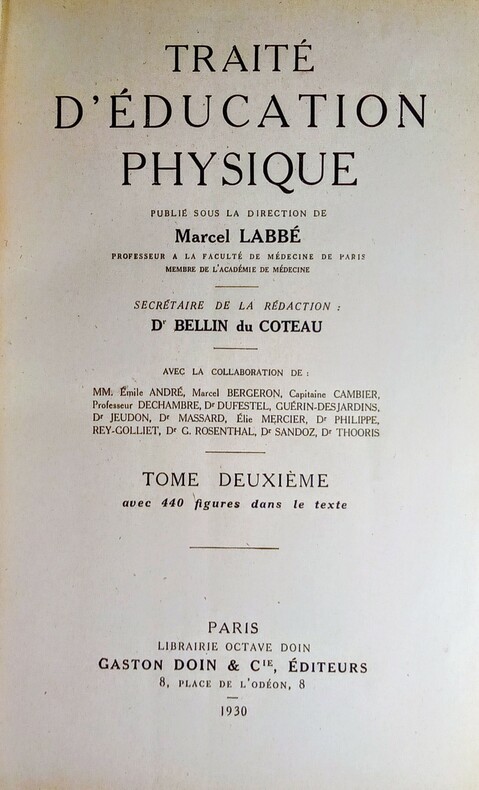 TRAITÉ
D'ÉDUCATION
PHYSIQUE
PUBLIÉ SOUS LA DIRECTION DE
Marcel LABBÉ
PROFESSEUR A LA FACULTÉ DE MÉDECINE DE PARIS
MEMBRE DE L'ACADÉMIE DE MÉDECINE
SECRÉTAIRE DE LA RÉDACTION :
Dr BELLIN du COTEAU
AVEC LA COLLABORATION DE :
MM. Émile ANDRÉ, Marcel BERGERON, Capitaine CAMBIER,
Professeur DECHAMBRE, Dr DUFESTEL, GUÉRIN-DESJARDINS,
Dr JEUDON, Dr MASSARD, Élie MERCIER, Dr PHILIPPE,
REY-GOLLIET, Dr G. ROSENTHAL, Dr SANDOZ, Dr THOORIS
TOME DEUXIÈME
avec 440 figures dans le texte
PARIS
LIBRAIRIE OCTAVE DOIN
GASTON DOIN & CIE, ÉDITEURS
8, PLACE DE L'ODÉON, 8
1930